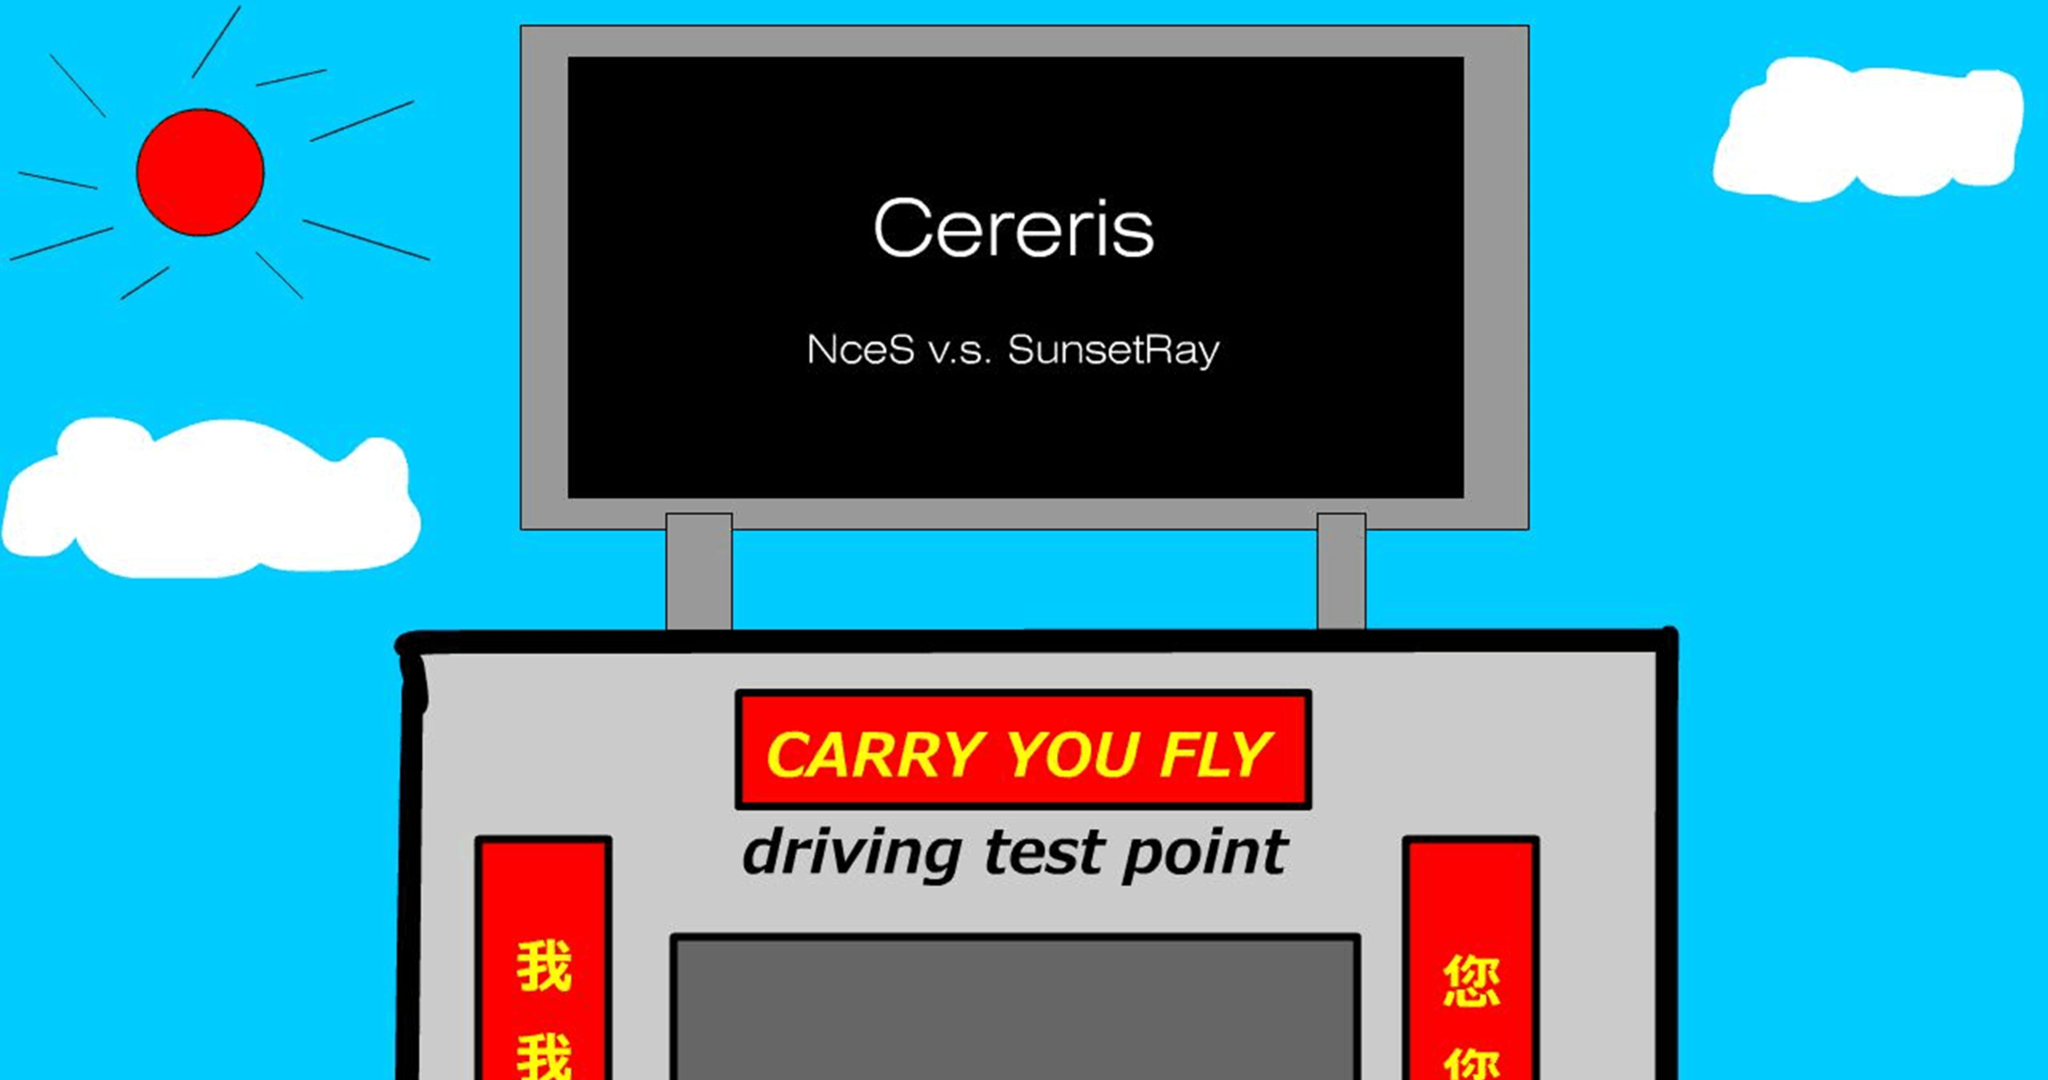 Cereris
NceS v.s. SunsetRay
CARRY YOU FLY
driving test point
我
我
您
您